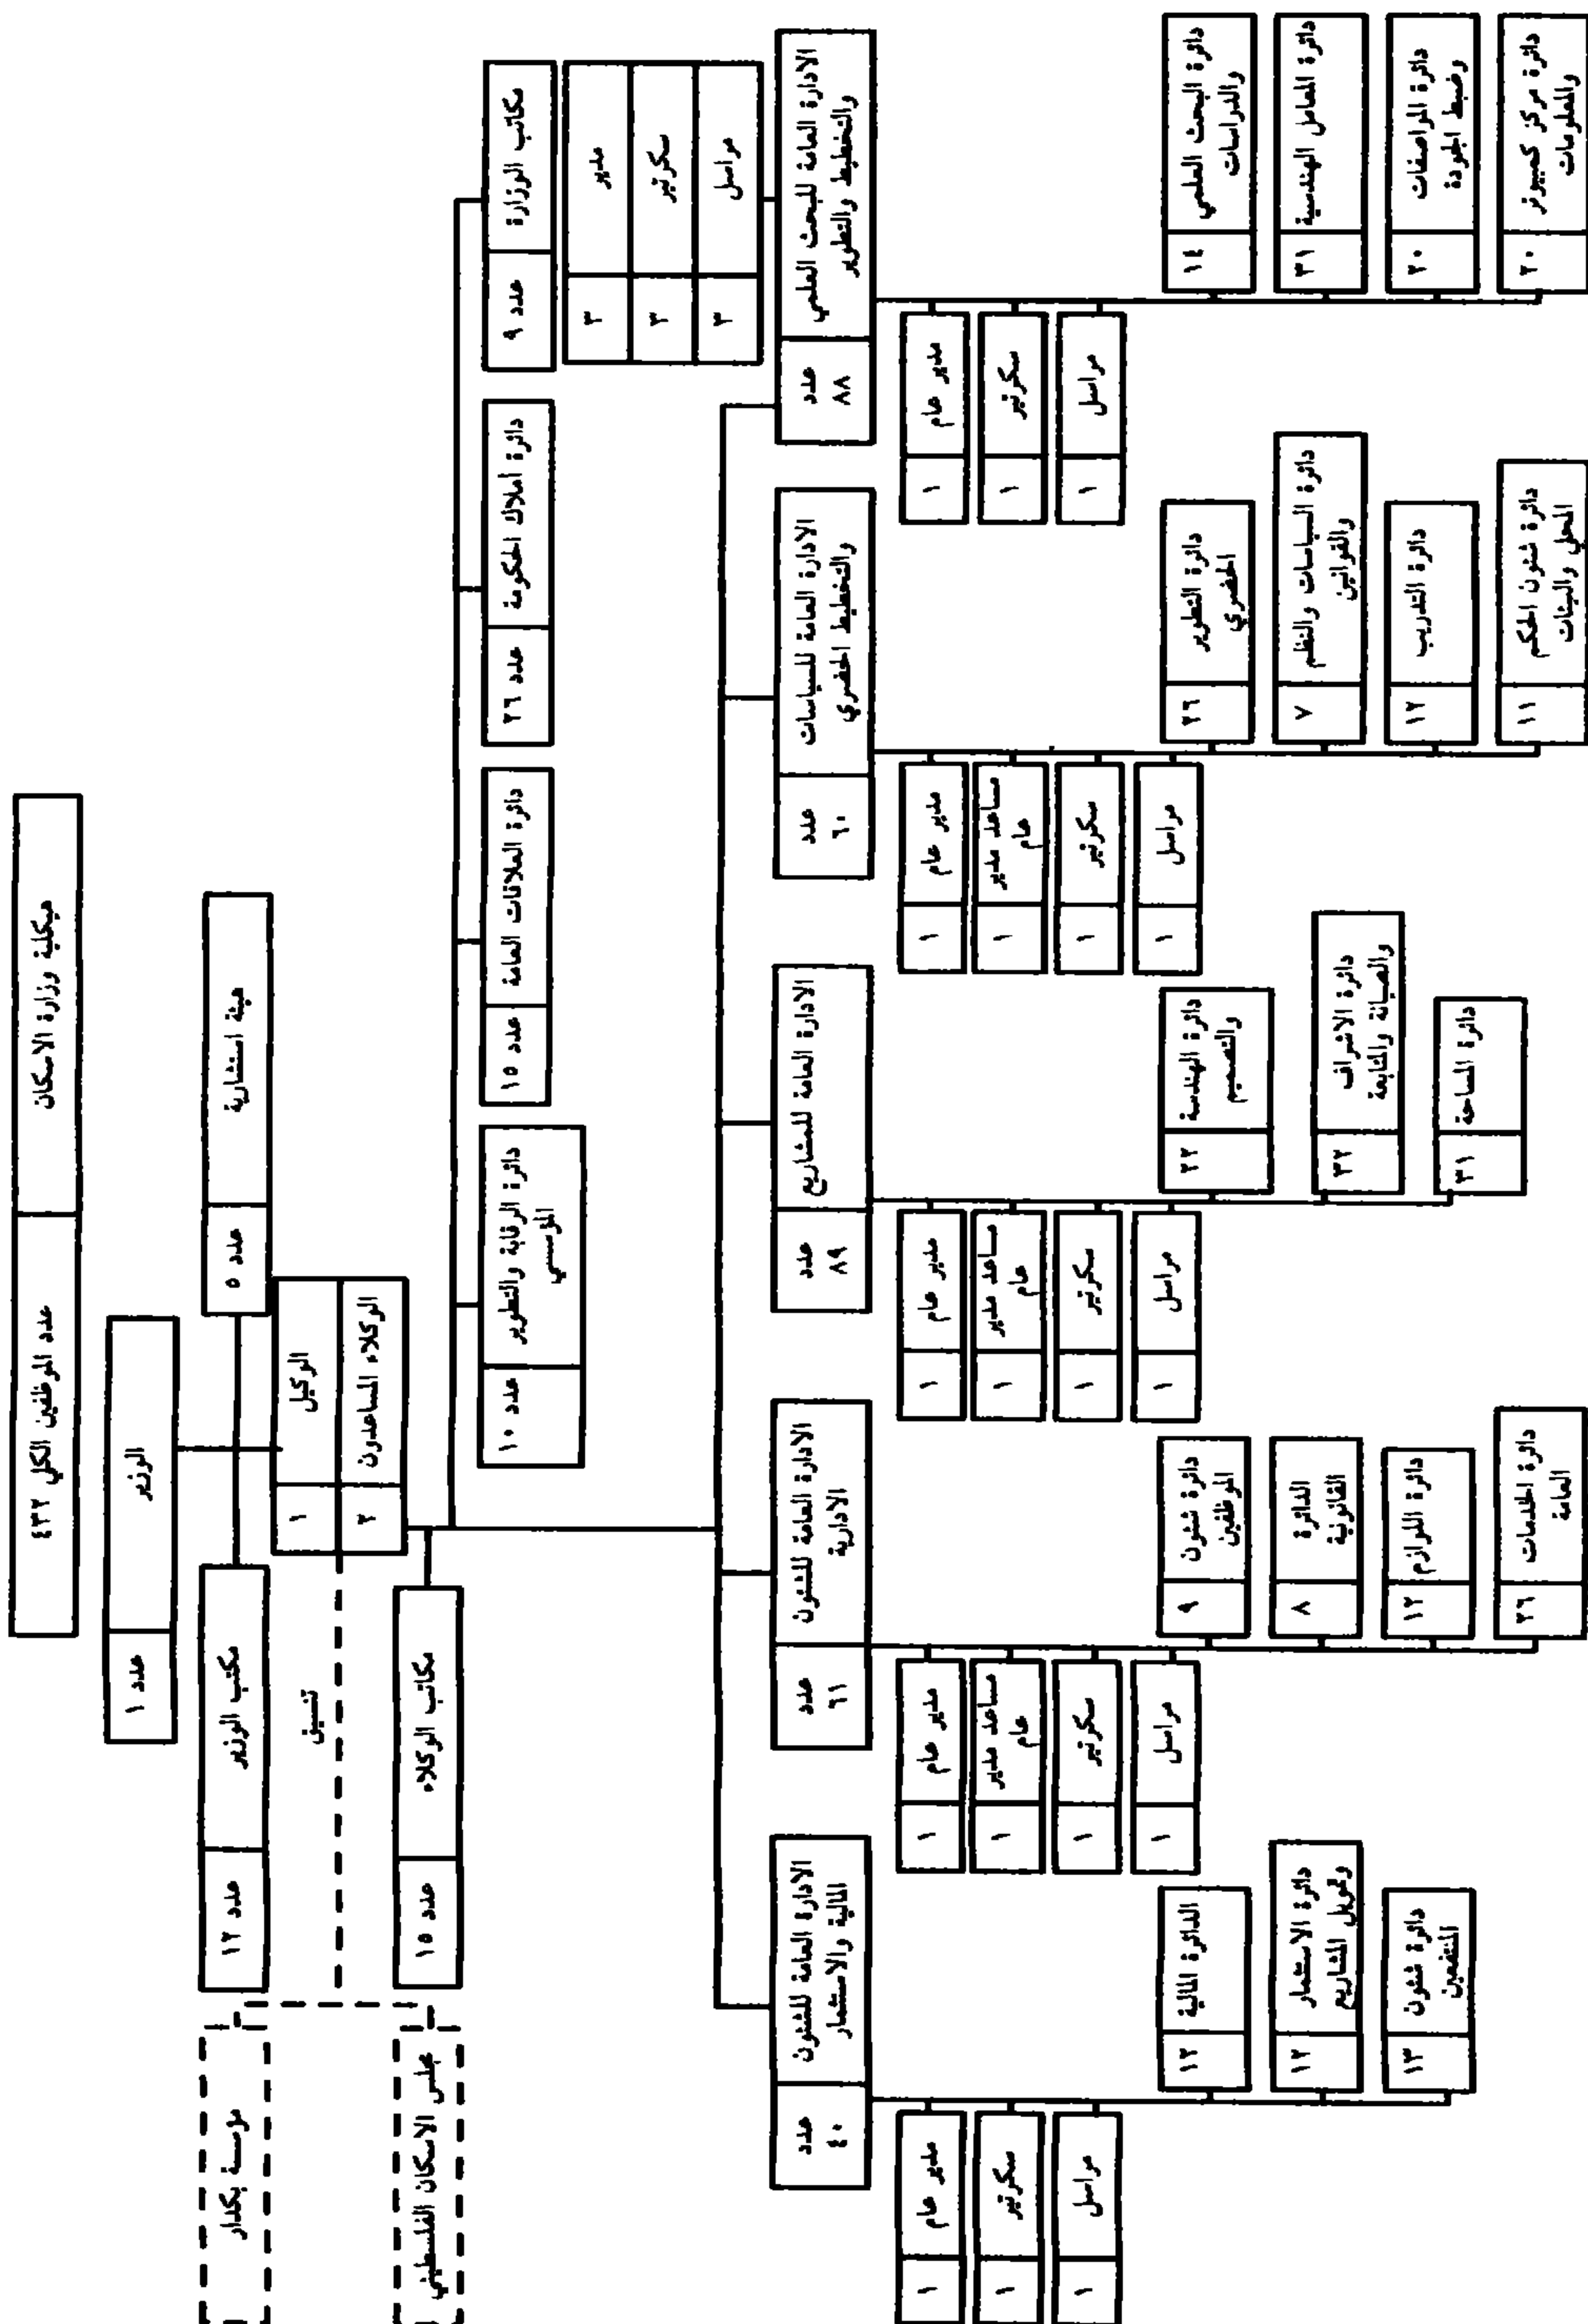 هيكلية وزارة الاسكان عدد الموظفين الكلي ٤٣٢
الوزير عدد ١
هيئة استشارية عدد ٥
مكتب الوزير عدد ١٢
مؤسسة بكدار
الوكيل ١
الوكلاء المساعدون ٢
تنسيق
مكاتب الوكلاء عدد ١٥
مجلس الاسكان الفلسطيني
مكاتب الوزارة عدد ٩
مدير ٣
سكرتير ٣
مراسل ٣
دائرة املاك الحكومة عدد ٢٦
دائرة العلاقات العامة عدد ١٥
دائرة الرقابة والتطوير
المؤسسي
عدد ١٠
الادارة العامة للبحث العلمي
والتخطيط والتطوير
عدد
٨٨
مدير عام ١
سكرتير ١
مراسل ١
دائرة البحث العلمي
والدراسات
١٤
دائرة المعامل الهندسية ٣١
دائرة المواصفات
وضبط الجودة
٢٠
دائرة مركز كمبيوتر
والمعلومات
٢٠
الادارة العامة للسياسات
والتخطيط الحضري
عدد
٦٠
مدير عام ١
مساعد مدير
عام
١
سكرتير ١
مراسل ١
دائرة التطوير
الحضري
٢٦
دائرة السياسات والنظم
والقوانين
٧
دائرة التدريب ١٢
دائرة شئون الحكم
المحلي والبيئات
١١
الادارة العامة للمشاريع
عدد
٨٩
مدير عام ١
مساعد مدير
عام
١
سكرتير ١
مراسل ١
دائرة الهندسة
والتصميم
٢٢
دائرة الاشراف
والصيانة والمتابعة
٣٢
دائرة المساحة ٣١
الادارة العامة للشئون
الادارية
عدد
٦١
مدير عام ١
مساعد مدير
عام
١
سكرتير ١
مراسل ١
دائرة شئون
الموظفين
٩
الدائرة
القانونية
٨
دائرة اللوازم ١٢
دائرة الخدمات
العامة
٢٦
الادارة العامة للشئون
المالية والاستثمار
عدد
٤٠
مدير عام ١
سكرتير ١
مراسل ١
الدائرة المالية ١٢
دائرة الاستثمار
وتمويل المشاريع
١٢
دائرة شئون
المنتفعين
١٣